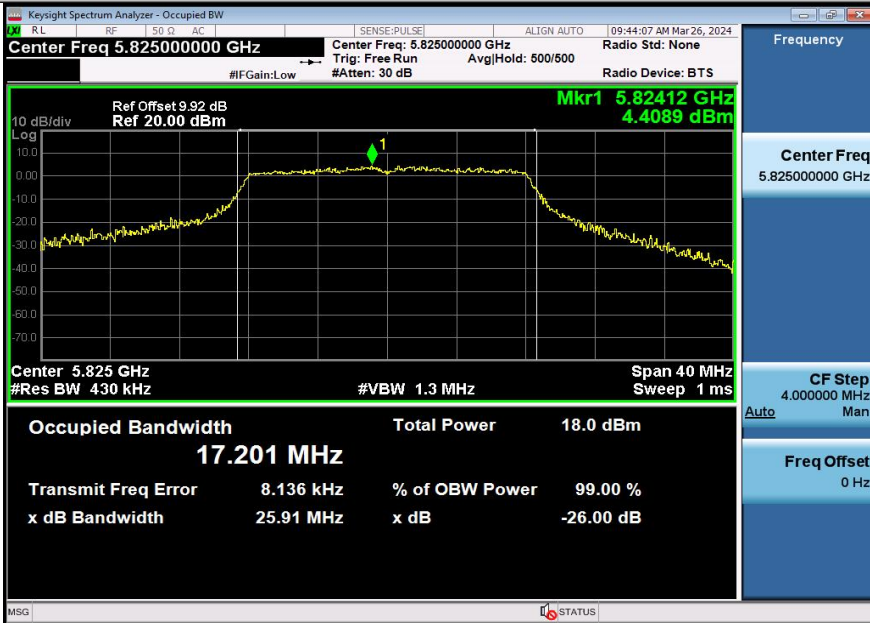 Keysight Spectrum Analyzer - Occupied BW
LXI RL RF 50 Ω AC SENSE:PULSE ALIGN AUTO 09:44:07 AM Mar 26, 2024
Center Freq 5.825000000 GHz
Center Freq: 5.825000000 GHz
Radio Std: None
Trig: Free Run Avg|Hold: 500/500
#IFGain:Low #Atten: 30 dB Radio Device: BTS
Ref Offset 9.92 dB
Mkr1 5.82412 GHz
10 dB/div Ref 20.00 dBm 4.4089 dBm
Log
1
10.0
0.00
-10.0
-20.0
-30.0
-40.0
-50.0
-60.0
-70.0
Center 5.825 GHz Span 40 MHz
#Res BW 430 kHz #VBW 1.3 MHz Sweep 1 ms
Occupied Bandwidth Total Power 18.0 dBm
17.201 MHz
Transmit Freq Error 8.136 kHz % of OBW Power 99.00 %
x dB Bandwidth 25.91 MHz x dB -26.00 dB
MSG STATUS
Frequency
Center Freq
5.825000000 GHz
CF Step
4.000000 MHz
Auto Man
Freq Offset
0 Hz